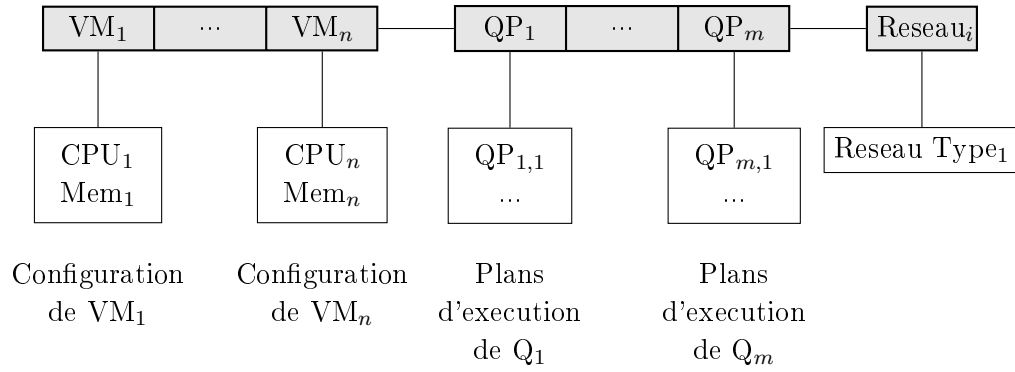 VM₁ ... VMₙ QP₁ ... QPₘ Reseauᵢ
CPU₁ CPUₙ QP₁,₁ QPₘ,₁ Reseau Type₁
Mem₁ Memₙ ... ...
Configuration Configuration Plans Plans
de VM₁ de VMₙ d'execution d'execution
de Q₁ de Qₘ